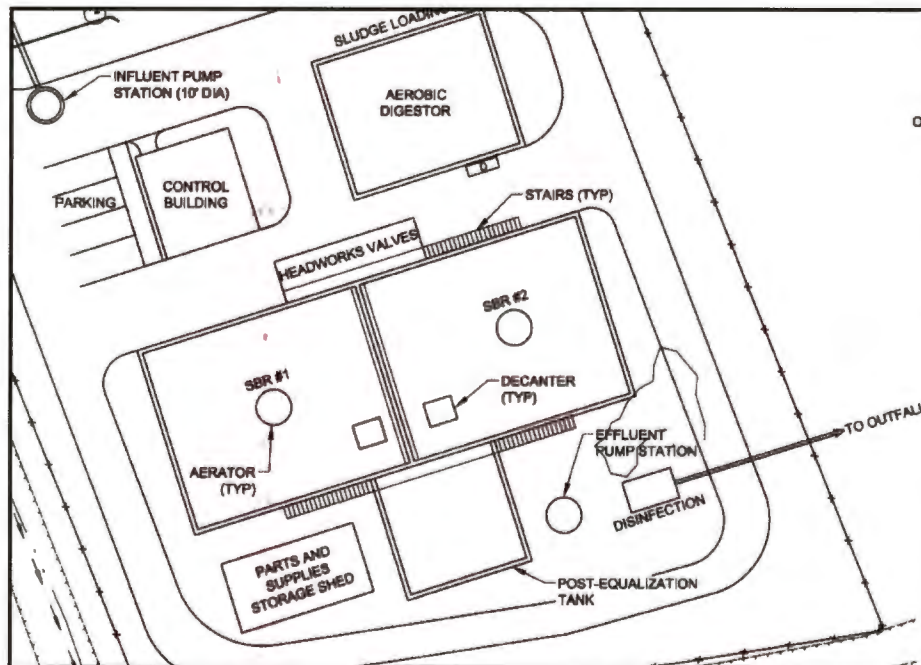 SLUDGE LOADING
INFLUENT PUMP
STATION (10' DIA)
AEROBIC
DIGESTOR
PARKING
CONTROL
BUILDING
STAIRS (TYP)
HEADWORKS VALVES
SBR #2
SBR #1
DECANTER
(TYP)
TO OUTFALL
EFFLUENT
PUMP STATION
AERATOR
(TYP)
DISINFECTION
PARTS AND
SUPPLIES
STORAGE SHED
POST-EQUALIZATION
TANK